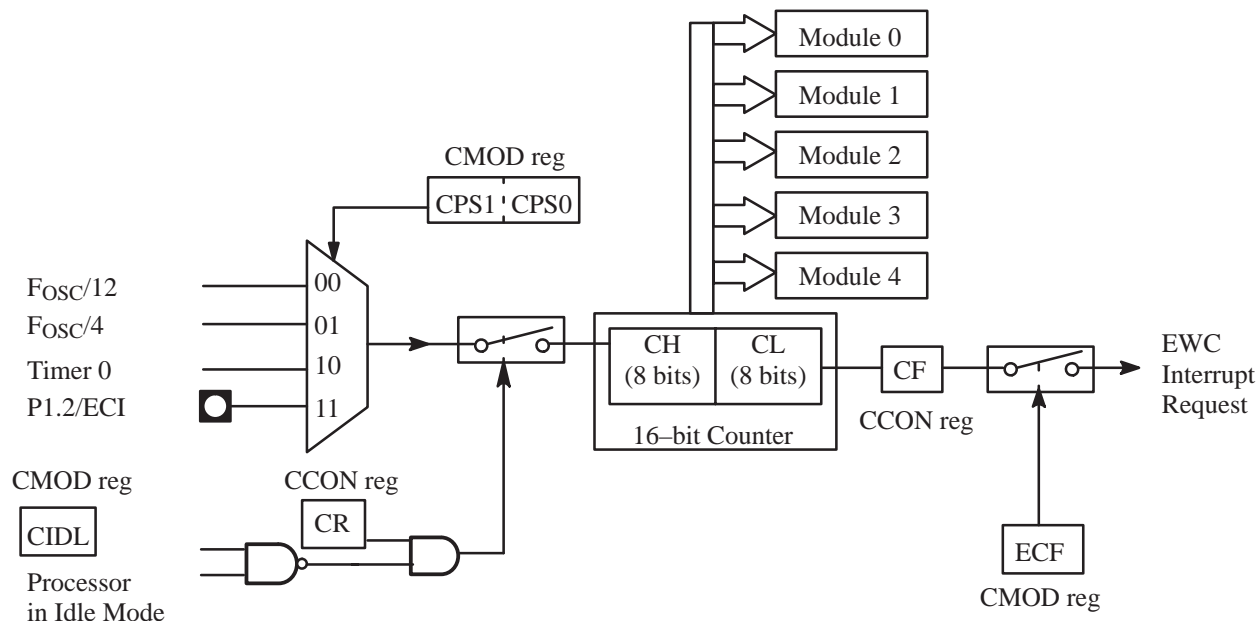 Module 0
Module 1
Module 2
Module 3
Module 4
CMOD reg
CPS1 CPS0
FOSC/12
FOSC/4
Timer 0
P1.2/ECI
00
01
10
11
CH
(8 bits)
CL
(8 bits)
16–bit Counter
CF
CCON reg
EWC
Interrupt
Request
CMOD reg
CIDL
Processor
in Idle Mode
CCON reg
CR
ECF
CMOD reg